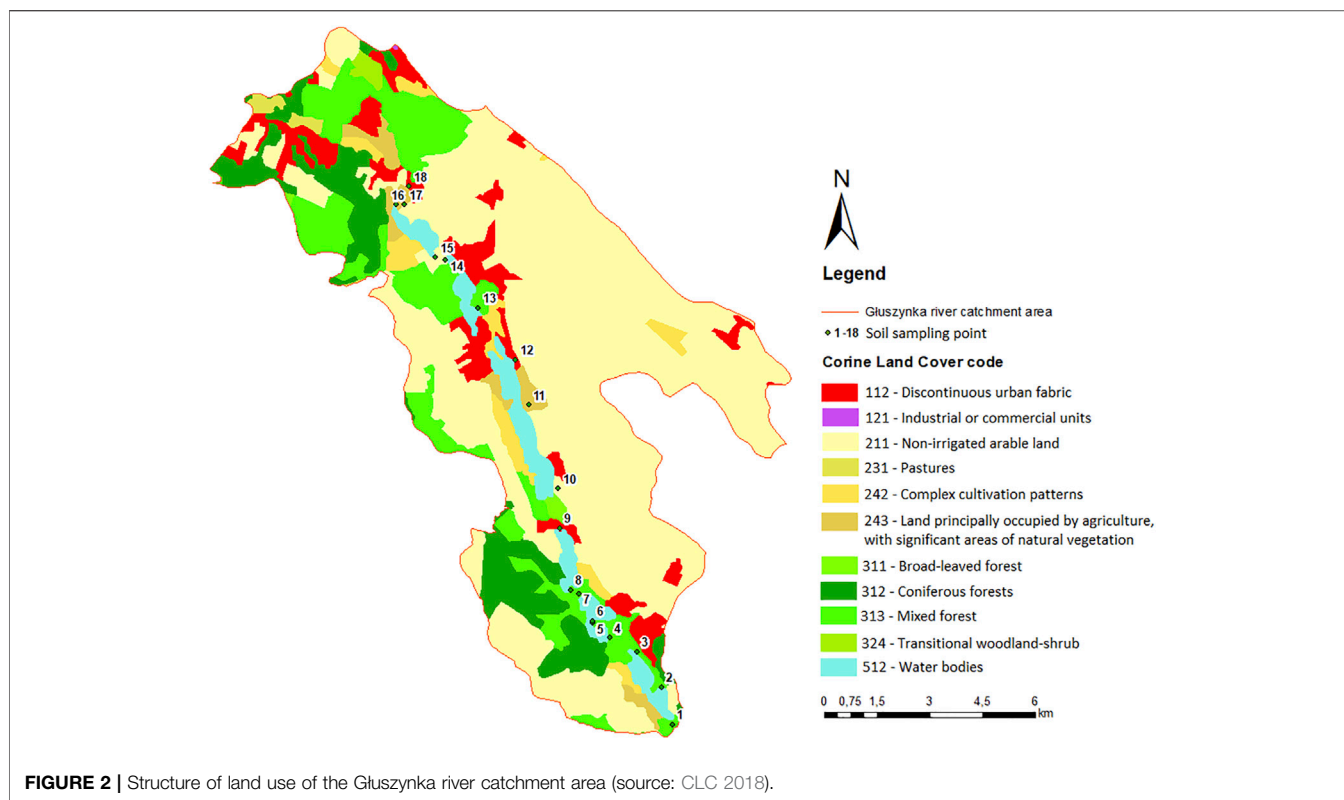 18
16 17
15
14
13
12
11
10
9
8
7
6
5 4
3
2
1
N
Legend
Głuszynka river catchment area
1-18 Soil sampling point
Corine Land Cover code
112 - Discontinuous urban fabric
121 - Industrial or commercial units
211 - Non-irrigated arable land
231 - Pastures
242 - Complex cultivation patterns
243 - Land principally occupied by agriculture,
with significant areas of natural vegetation
311 - Broad-leaved forest
312 - Coniferous forests
313 - Mixed forest
324 - Transitional woodland-shrub
512 - Water bodies
0 0,75 1,5 3 4,5 6
km
FIGURE 2 | Structure of land use of the Głuszynka river catchment area (source: CLC 2018).